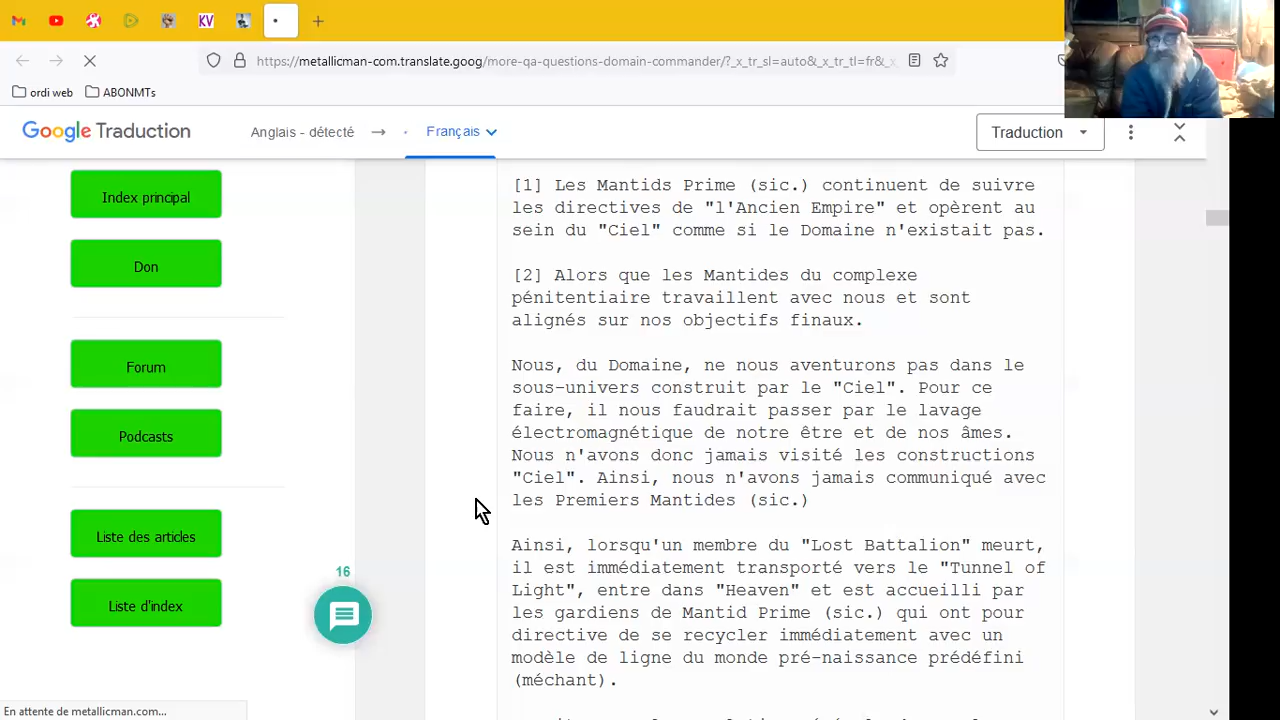 KV
https://metallicman-com.translate.goog/more-qa-questions-domain-commander/?_x_tr_sl=auto&_x_tr_tl=fr&_x_
ordi web
ABONMTs
Google Traduction
Anglais - détecté
Français
Traduction
Index principal
Don
Forum
Podcasts
Liste des articles
Liste d'index
16
[1] Les Mantids Prime (sic.) continuent de suivre
les directives de "l'Ancien Empire" et opèrent au
sein du "Ciel" comme si le Domaine n'existait pas.
[2] Alors que les Mantides du complexe
pénitentiaire travaillent avec nous et sont
alignés sur nos objectifs finaux.
Nous, du Domaine, ne nous aventurons pas dans le
sous-univers construit par le "Ciel". Pour ce
faire, il nous faudrait passer par le lavage
électromagnétique de notre être et de nos âmes.
Nous n'avons donc jamais visité les constructions
"Ciel". Ainsi, nous n'avons jamais communiqué avec
les Premiers Mantides (sic.)
Ainsi, lorsqu'un membre du "Lost Battalion" meurt,
il est immédiatement transporté vers le "Tunnel of
Light", entre dans "Heaven" et est accueilli par
les gardiens de Mantid Prime (sic.) qui ont pour
directive de se recycler immédiatement avec un
modèle de ligne du monde pré-naissance prédéfini
(méchant).
En attente de metallicman.com...